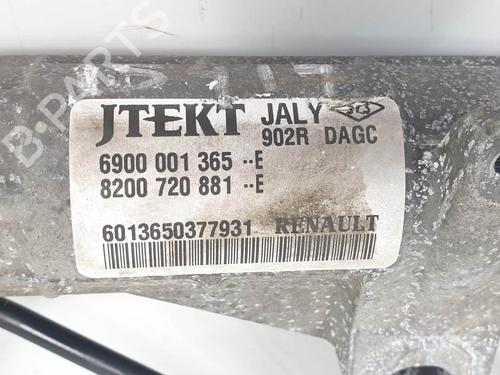 JTEKT JALY
902R DAGC
6900 001 365 --E
8200 720 881 --E
6013650377931 RENAULT
B-PARTS